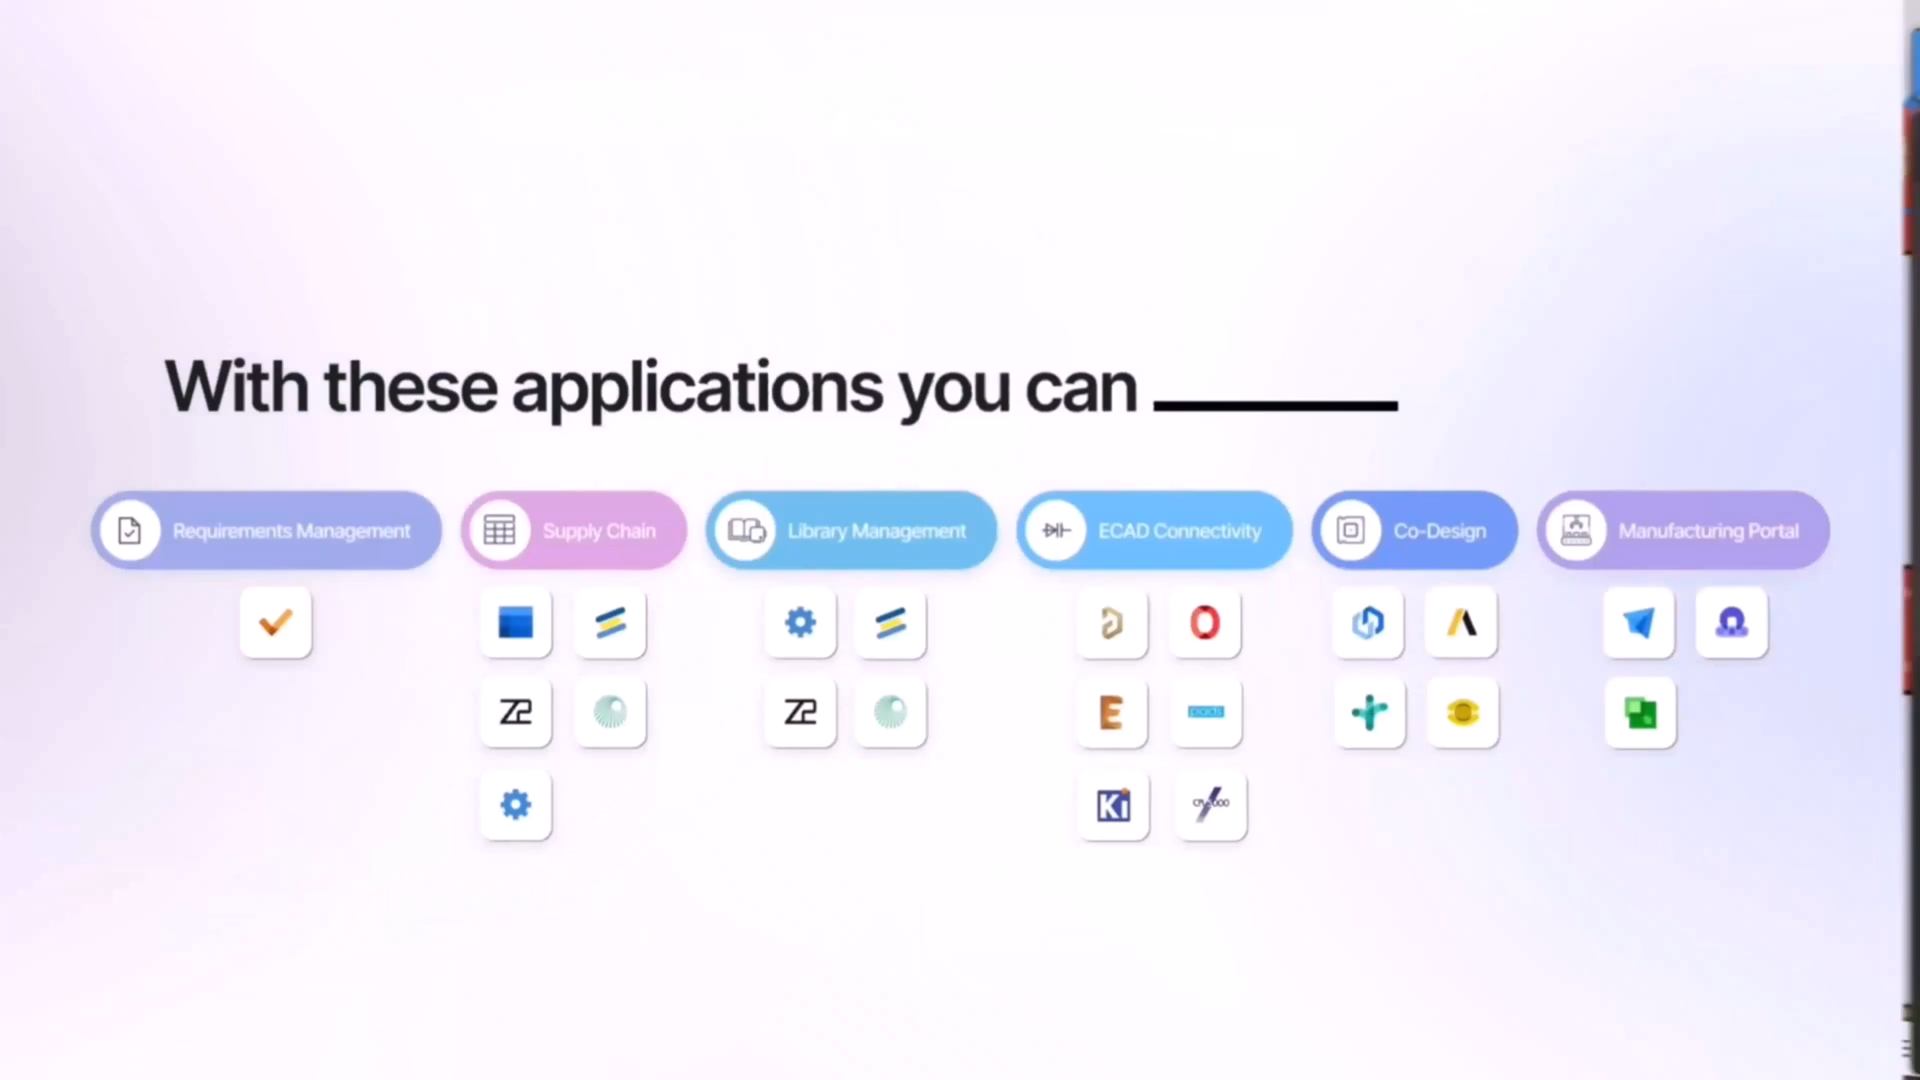 With these applications you can
Requirements Management
Supply Chain
Library Management
ECAD Connectivity
Co-Design
Manufacturing Portal
Z2
Z2
E
pads
Ki